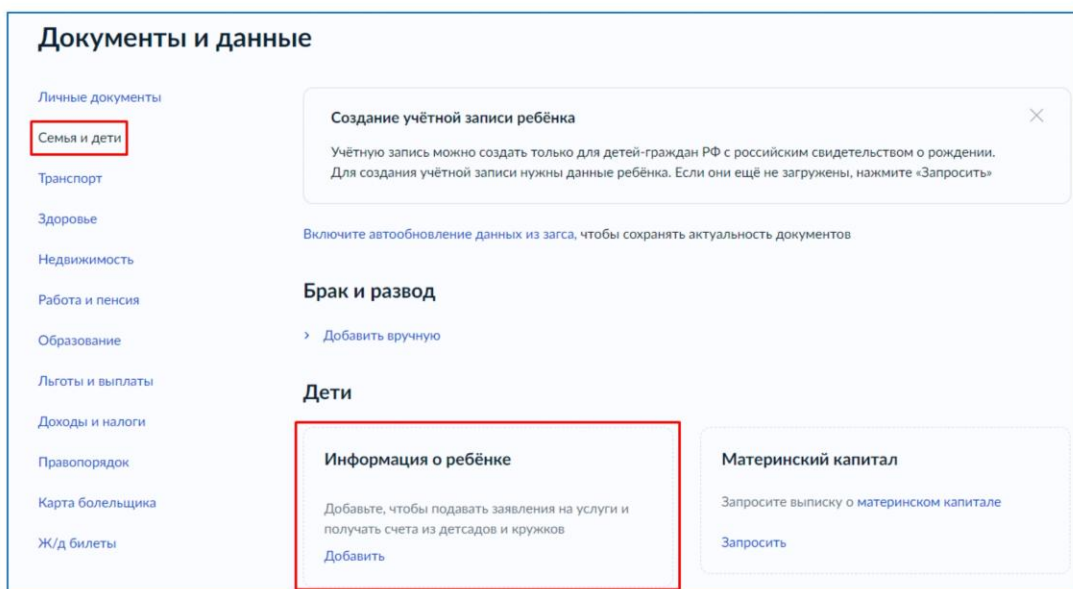 Документы и данные
Личные документы
Семья и дети
Транспорт
Здоровье
Недвижимость
Работа и пенсия
Образование
Льготы и выплаты
Доходы и налоги
Правопорядок
Карта болельщика
Ж/д билеты
Создание учётной записи ребёнка
Учётную запись можно создать только для детей-граждан РФ с российским свидетельством о рождении.
Для создания учётной записи нужны данные ребёнка. Если они ещё не загружены, нажмите «Запросить»
Включите автообновление данных из загса, чтобы сохранять актуальность документов
Брак и развод
Добавить вручную
Дети
Информация о ребёнке
Добавьте, чтобы подавать заявления на услуги и
получать счета из детсадов и кружков
Добавить
Материнский капитал
Запросите выписку о материнском капитале
Запросить